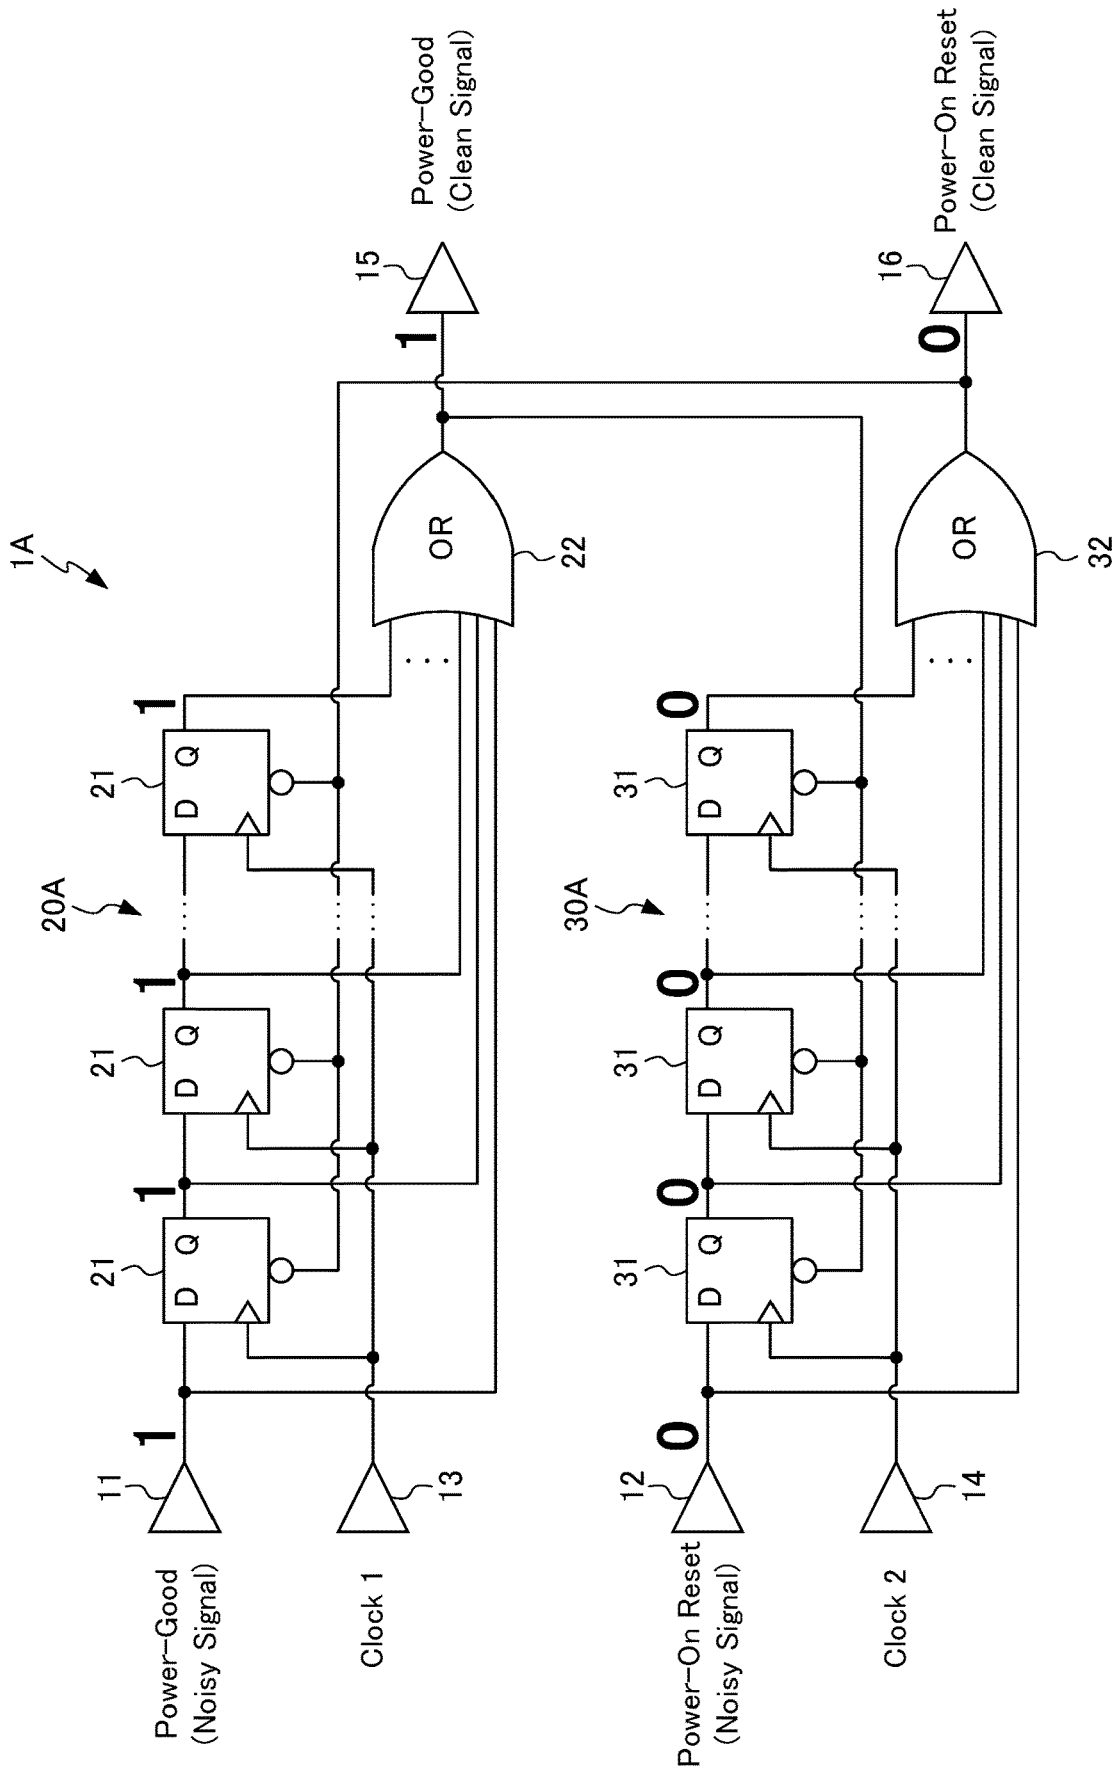 1A
20A
21
21
21
D Q
D Q
D Q
1
1
1
1
11
Power-Good
(Noisy Signal)
13
Clock 1
OR
22
1
15
Power-Good
(Clean Signal)
30A
31
31
31
D Q
D Q
D Q
0
0
0
0
12
Power-On Reset
(Noisy Signal)
14
Clock 2
OR
32
0
16
Power-On Reset
(Clean Signal)
...
...